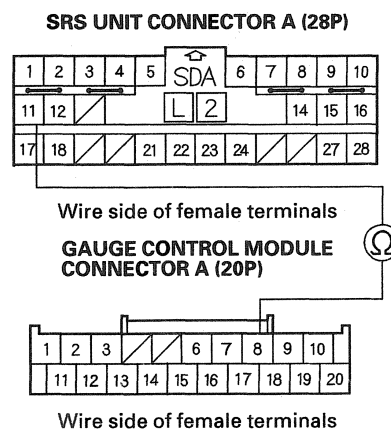 SRS UNIT CONNECTOR A (28P)
1 2 3 4 5 SDA 6 7 8 9 10
11 12 L 2 14 15 16
17 18 21 22 23 24 27 28
Wire side of female terminals
Ω
GAUGE CONTROL MODULE
CONNECTOR A (20P)
1 2 3 6 7 8 9 10
11 12 13 14 15 16 17 18 19 20
Wire side of female terminals